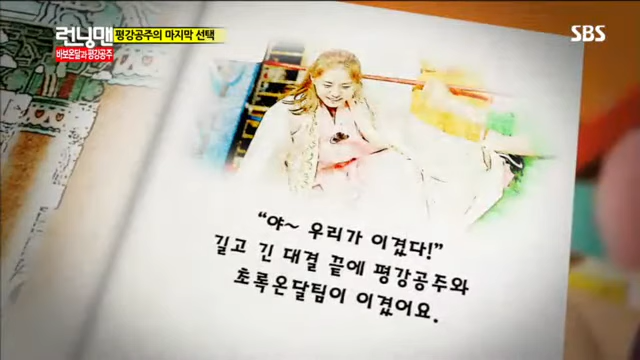 런닝맨
평강공주의 마지막 선택
SBS
바보온달과 평강공주
“야~ 우리가 이겼다!”
길고 긴 대결 끝에 평강공주와
초록온달팀이 이겼어요.